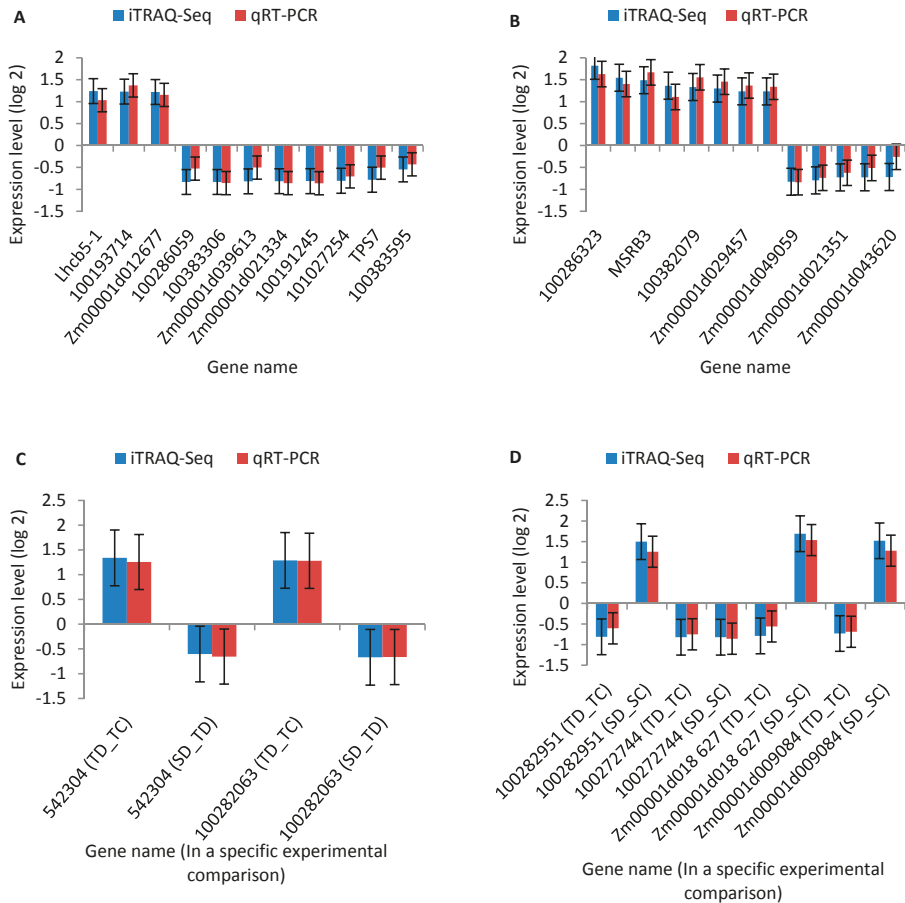 A
iTRAQ-Seq
qRT-PCR
Expression level (log 2)
2
1.5
1
0.5
0
-0.5
-1
-1.5
Lhcb5-1
100193714
Zm00001d012677
100286059
100383306
Zm00001d039613
Zm00001d021334
100191245
101027254
TPS7
100383595
Gene name
B
iTRAQ-Seq
qRT-PCR
Expression level (log 2)
2
1.5
1
0.5
0
-0.5
-1
-1.5
100286323
MSRB3
100382079
Zm00001d029457
Zm00001d049059
Zm00001d021351
Zm00001d043620
Gene name
C
iTRAQ-Seq
qRT-PCR
Expression level (log 2)
2.5
2
1.5
1
0.5
0
-0.5
-1
-1.5
542304 (TD_TC)
542304 (SD_TD)
100282063 (TD_TC)
100282063 (SD_TD)
Gene name (In a specific experimental
comparison)
D
iTRAQ-Seq
qRT-PCR
Expression level (log 2)
2.5
2
1.5
1
0.5
0
-0.5
-1
-1.5
100282951 (TD_TC)
100282951 (SD_SC)
100272744 (TD_TC)
100272744 (SD_SC)
Zm00001d018 627 (TD_TC)
Zm00001d018 627 (SD_SC)
Zm00001d009084 (TD_TC)
Zm00001d009084 (SD_SC)
Gene name (In a specific experimental
comparison)